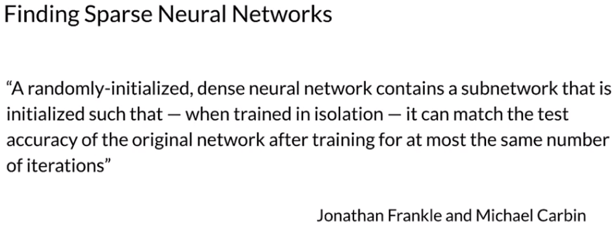 Finding Sparse Neural Networks
“A randomly-initialized, dense neural network contains a subnetwork that is
initialized such that — when trained in isolation — it can match the test
accuracy of the original network after training for at most the same number
of iterations”
Jonathan Frankle and Michael Carbin